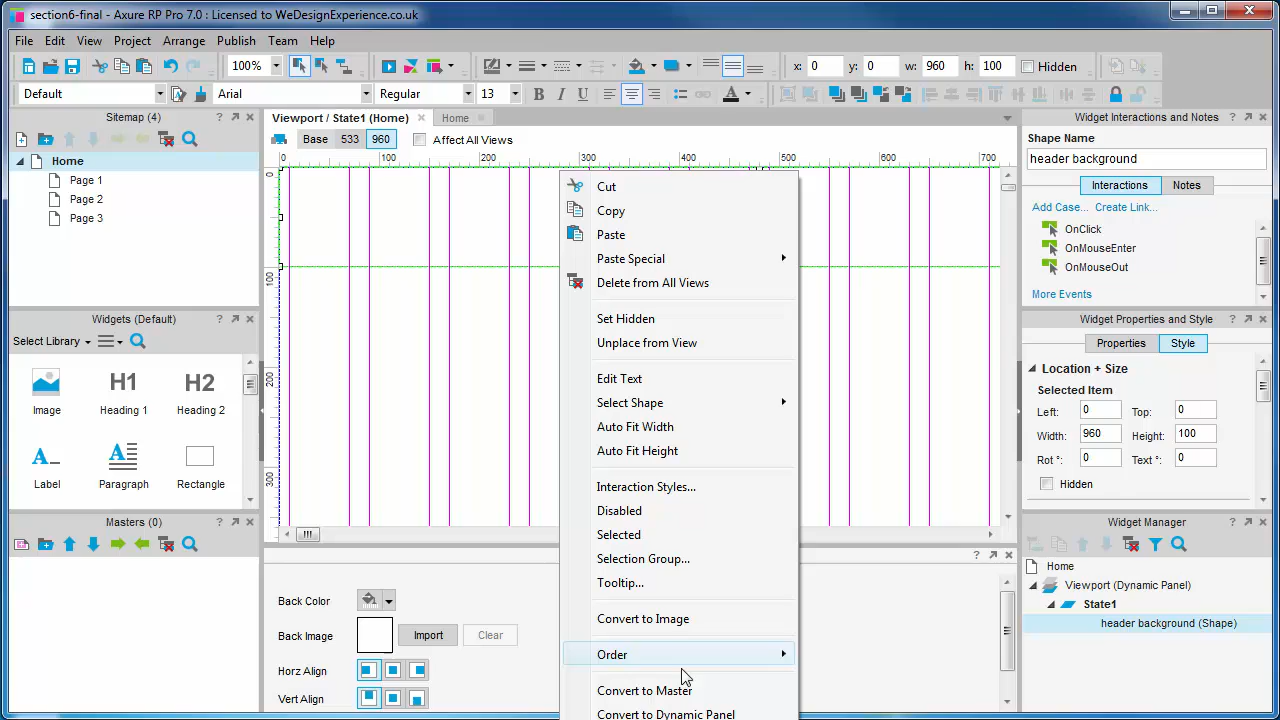 section6-final - Axure RP Pro 7.0 : Licensed to WeDesignExperience.co.uk
File Edit View Project Arrange Publish Team Help
100% x: 0 y: 0 w: 960 h: 100 Hidden
Default Arial Regular 13 B I U A
Sitemap (4)
Home
Page 1
Page 2
Page 3
Widgets (Default)
Select Library
Image
H1
Heading 1
H2
Heading 2
A
Label
A
Paragraph
Rectangle
Masters (0)
Viewport / State1 (Home) Home
Base 533 960 Affect All Views
0 100 200 300 400 500 600 700
0
100
200
300
Cut
Copy
Paste
Paste Special
Delete from All Views
Set Hidden
Unplace from View
Edit Text
Select Shape
Auto Fit Width
Auto Fit Height
Interaction Styles...
Disabled
Selected
Selection Group...
Tooltip...
Convert to Image
Order
Convert to Master
Convert to Dynamic Panel
Back Color
Back Image Import Clear
Horz Align
Vert Align
Widget Interactions and Notes
Shape Name
header background
Interactions Notes
Add Case... Create Link...
OnClick
OnMouseEnter
OnMouseOut
More Events
Widget Properties and Style
Properties Style
Location + Size
Selected Item
Left: 0 Top: 0
Width: 960 Height: 100
Rot °: 0 Text °: 0
Hidden
Widget Manager
Home
Viewport (Dynamic Panel)
State1
header background (Shape)